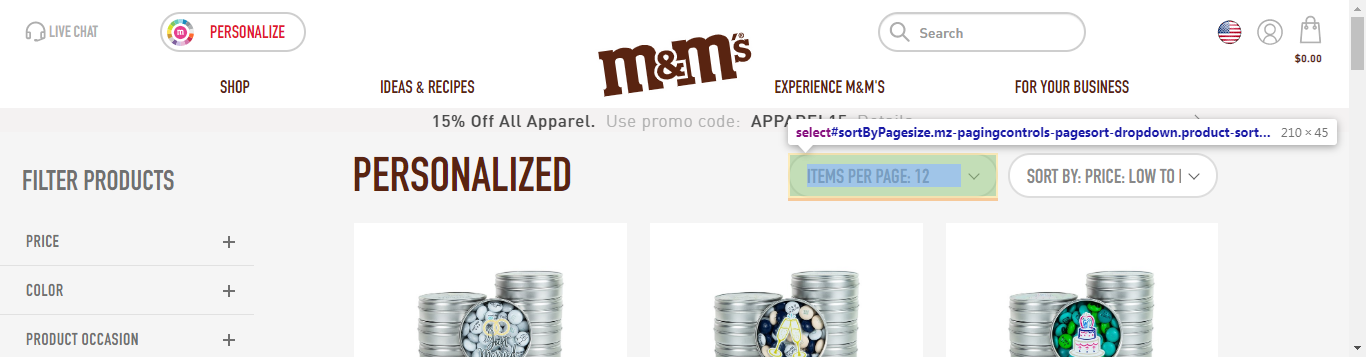 LIVE CHAT
PERSONALIZE
m&m's®
Search
$0.00
SHOP
IDEAS & RECIPES
EXPERIENCE M&M'S
FOR YOUR BUSINESS
15% Off All Apparel. Use promo code:
select#sortByPagesize.mz-pagingcontrols-pagesort-dropdown.product-sort... 210 × 45
FILTER PRODUCTS
PERSONALIZED
ITEMS PER PAGE: 12
SORT BY: PRICE: LOW TO
PRICE +
COLOR +
PRODUCT OCCASION +